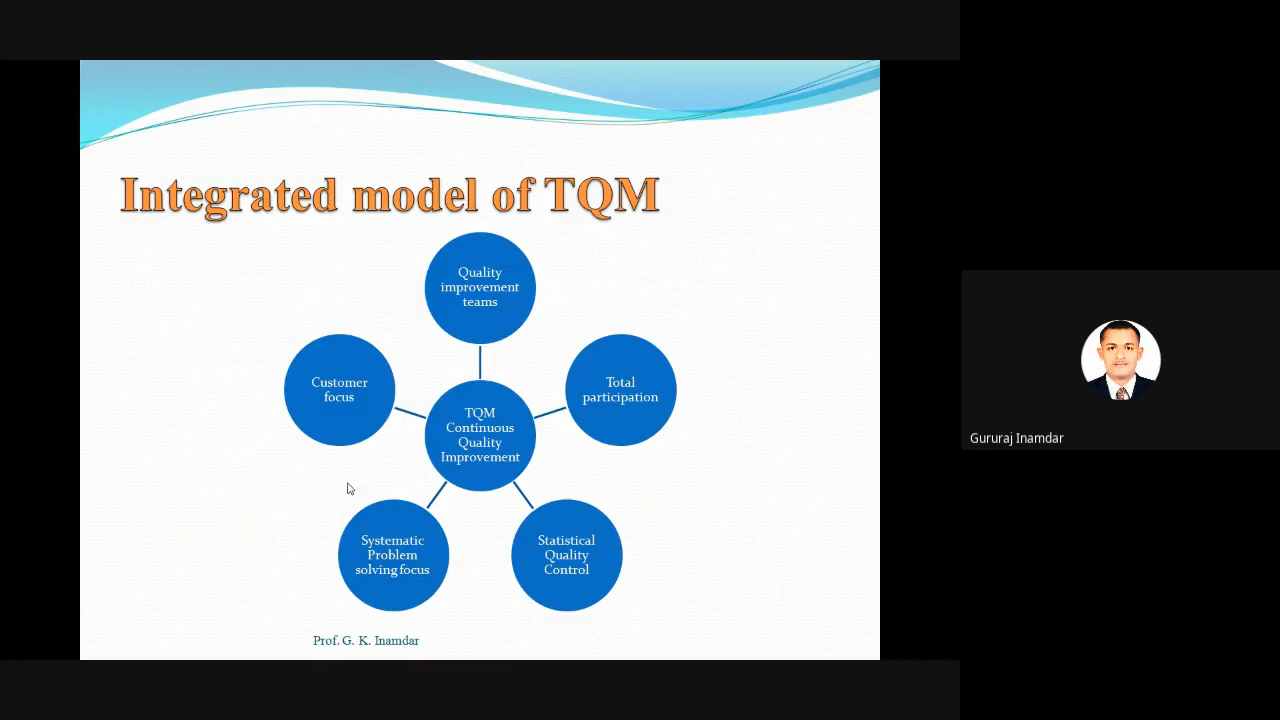 Integrated model of TQM
Quality
improvement
teams
Customer
focus
Total
participation
TQM
Continuous
Quality
Improvement
Systematic
Problem
solving focus
Statistical
Quality
Control
Prof. G. K. Inamdar
Gururaj Inamdar